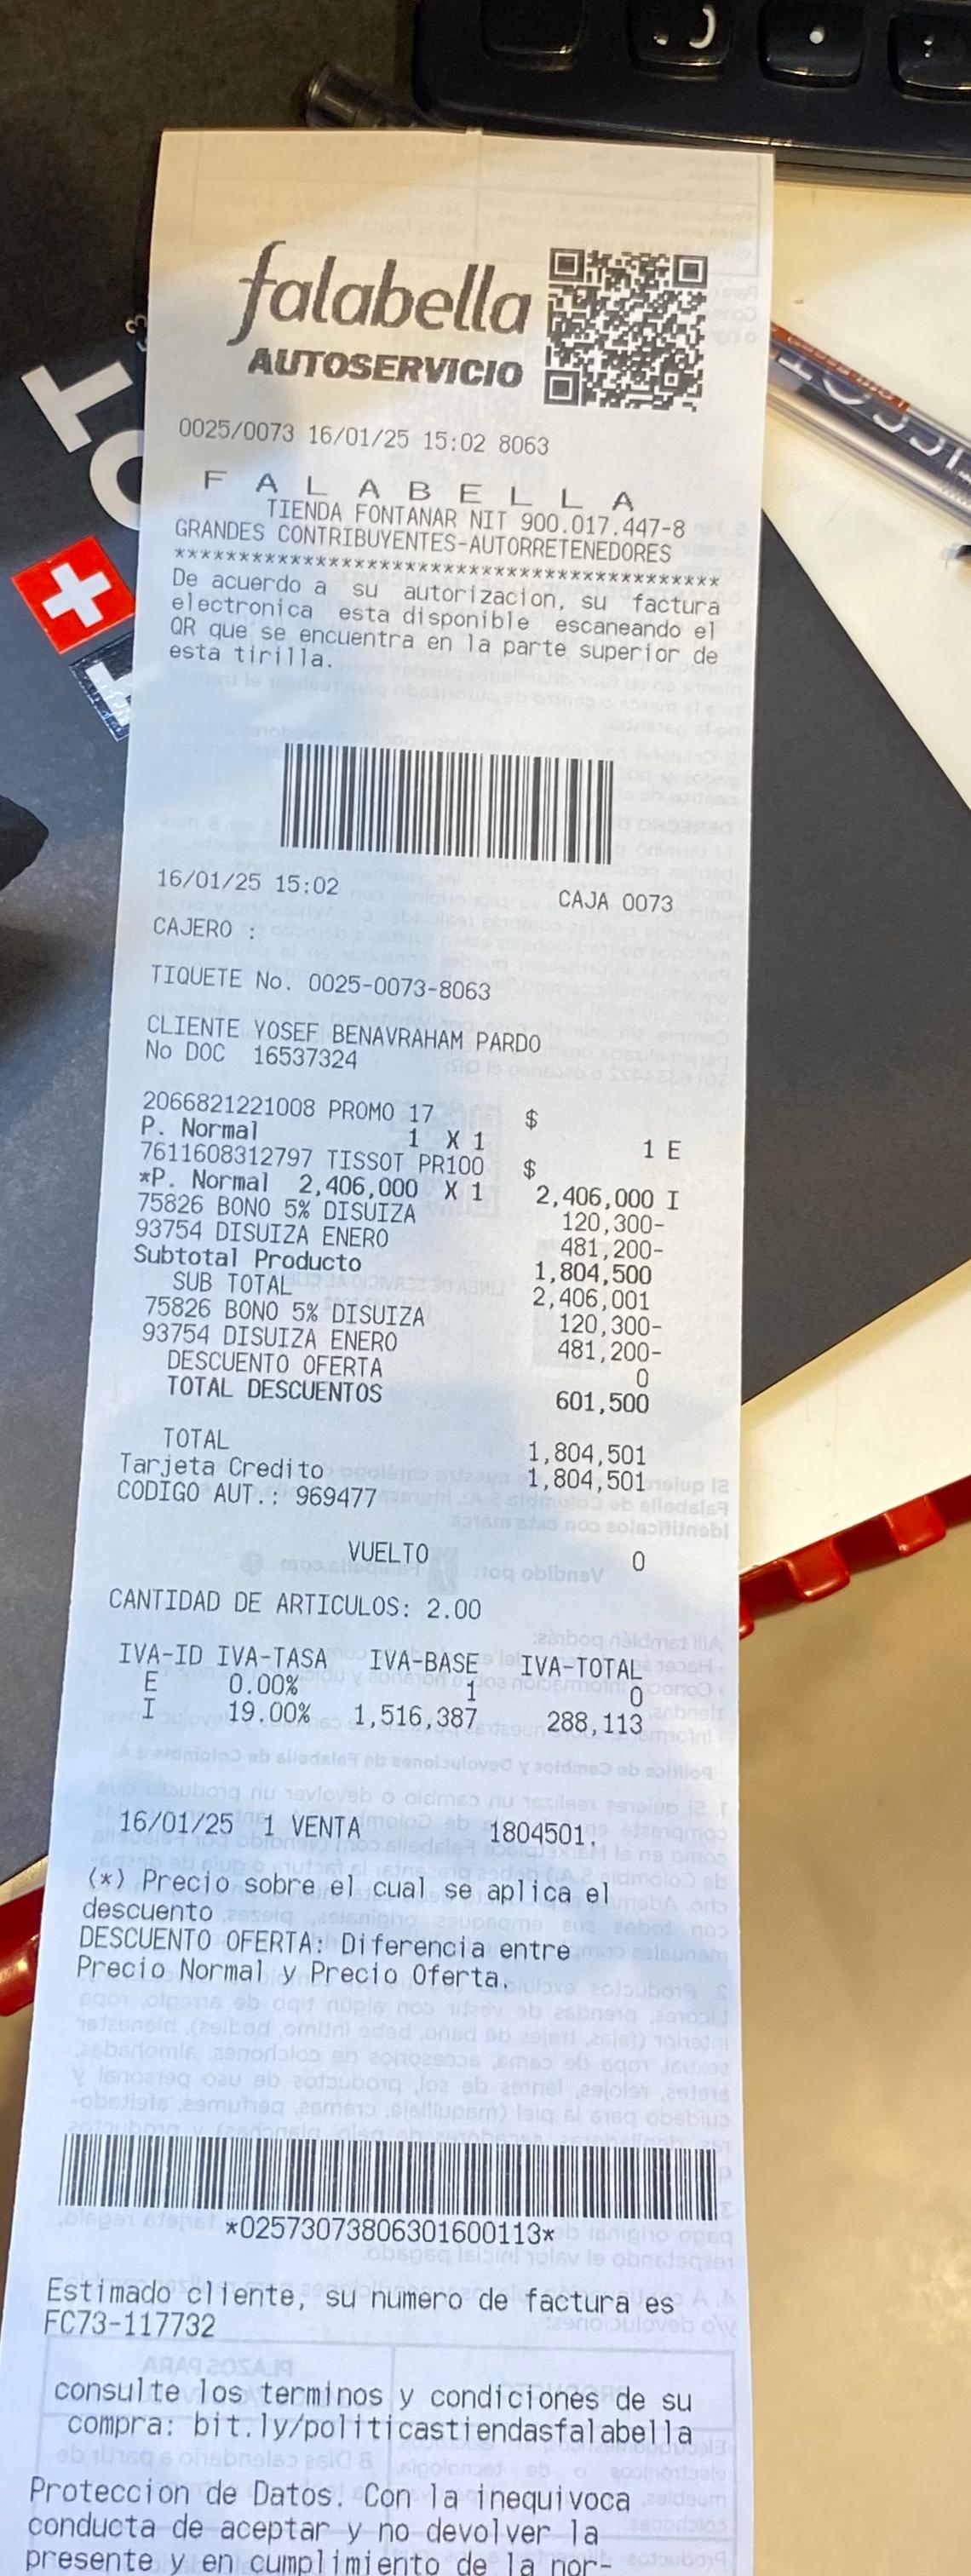 falabella
AUTOSERVICIO
0025/0073 16/01/25 15:02 8063
F A L A B E L L A
TIENDA FONTANAR NIT 900.017.447-8
GRANDES CONTRIBUYENTES-AUTORRETENEDORES
******************************************
De acuerdo a su autorizacion, su factura
electronica esta disponible escaneando el
QR que se encuentra en la parte superior de
esta tirilla.
16/01/25 15:02 CAJA 0073
CAJERO :
TIQUETE No. 0025-0073-8063
CLIENTE YOSEF BENAVRAHAM PARDO
No DOC 16537324
2066821221008 PROMO 17 $
P. Normal 1 X 1 1 E
7611608312797 TISSOT PR100 $
*P. Normal 2,406,000 X 1 2,406,000 I
75826 BONO 5% DISUIZA 120,300-
93754 DISUIZA ENERO 481,200-
Subtotal Producto 1,804,500
SUB TOTAL 2,406,001
75826 BONO 5% DISUIZA 120,300-
93754 DISUIZA ENERO 481,200-
DESCUENTO OFERTA 0
TOTAL DESCUENTOS 601,500
TOTAL 1,804,501
Tarjeta Credito 1,804,501
CODIGO AUT.: 969477
VUELTO 0
CANTIDAD DE ARTICULOS: 2.00
IVA-ID IVA-TASA IVA-BASE IVA-TOTAL
E 0.00% 1 0
I 19.00% 1,516,387 288,113
16/01/25 1 VENTA 1804501.
(*) Precio sobre el cual se aplica el
descuento
DESCUENTO OFERTA: Diferencia entre
Precio Normal y Precio Oferta.
*02573073806301600113*
Estimado cliente, su numero de factura es
FC73-117732
consulte los terminos y condiciones de su
compra: bit.ly/politicastiendasfalabella
Proteccion de Datos. Con la inequivoca
conducta de aceptar y no devolver la
presente y en cumplimiento de la nor-